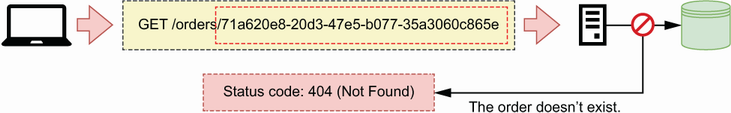 GET /orders/71a620e8-20d3-47e5-b077-35a3060c865e
Status code: 404 (Not Found)
The order doesn’t exist.